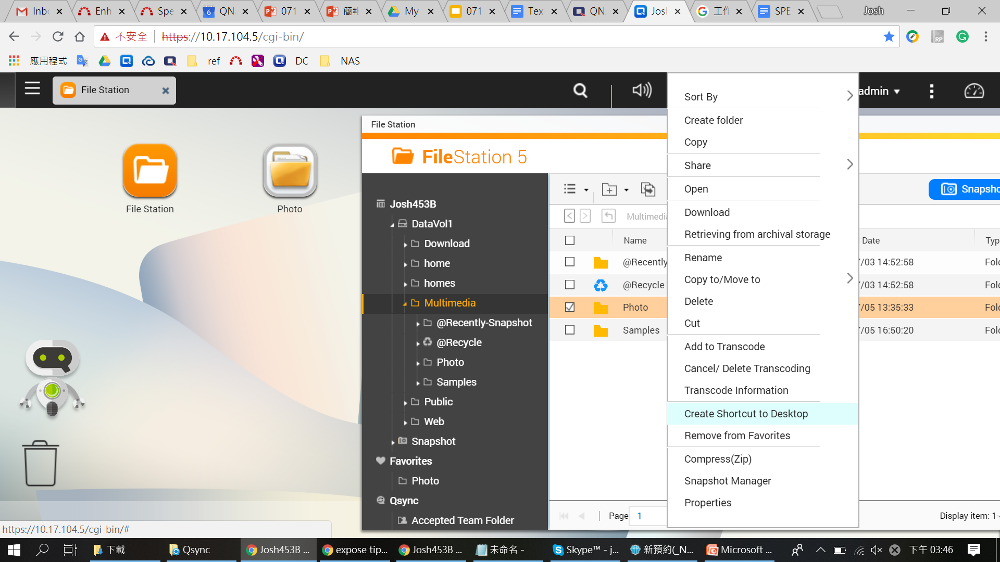 Inbo
Enh
Spe
QN
071
簡報
My
071
Tex
QN
Josh
工作
SPE
Josh
不安全
https://10.17.104.5/cgi-bin/
應用程式
ref
DC
NAS
File Station
admin
File Station
Photo
File Station
FileStation 5
Josh453B
DataVol1
Download
home
homes
Multimedia
@Recently-Snapshot
@Recycle
Photo
Samples
Public
Web
Snapshot
Favorites
Photo
Qsync
Accepted Team Folder
Snapsho
Multimedia
Name
Date
Typ
@Recently
/03 14:52:58
Fold
@Recycle
/03 14:52:58
Fold
Photo
/05 13:35:33
Fold
Samples
/05 16:50:20
Fold
Page
1
Display item: 1-4
Sort By
Create folder
Copy
Share
Open
Download
Retrieving from archival storage
Rename
Copy to/Move to
Delete
Cut
Add to Transcode
Cancel/ Delete Transcoding
Transcode Information
Create Shortcut to Desktop
Remove from Favorites
Compress(Zip)
Snapshot Manager
Properties
https://10.17.104.5/cgi-bin/#
下載
Qsync
Josh453B ...
expose tip...
Josh453B ...
未命名 -
Skype™ - j...
新預約(_N...
Microsoft ...
下午 03:46